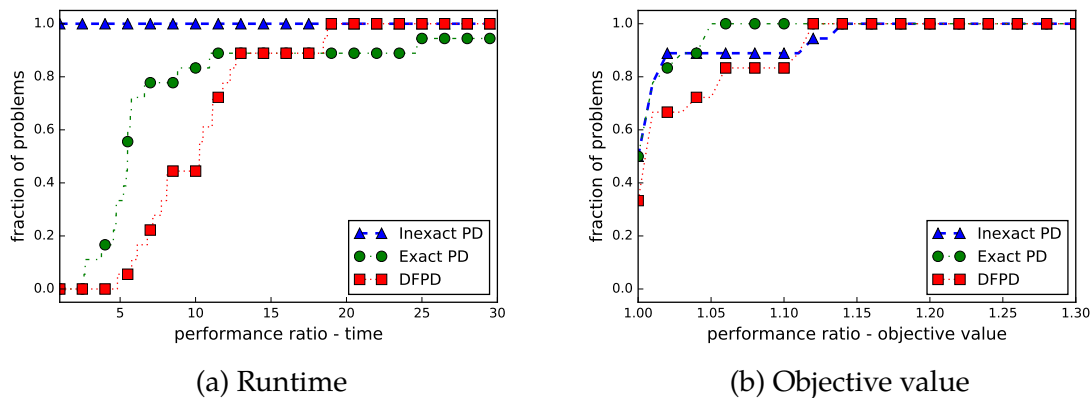 1.0
0.8
0.6
0.4
0.2
0.0
fraction of problems
5 10 15 20 25 30
performance ratio - time
Inexact PD
Exact PD
DFPD
(a) Runtime
1.0
0.8
0.6
0.4
0.2
0.0
fraction of problems
1.00 1.05 1.10 1.15 1.20 1.25 1.30
performance ratio - objective value
Inexact PD
Exact PD
DFPD
(b) Objective value